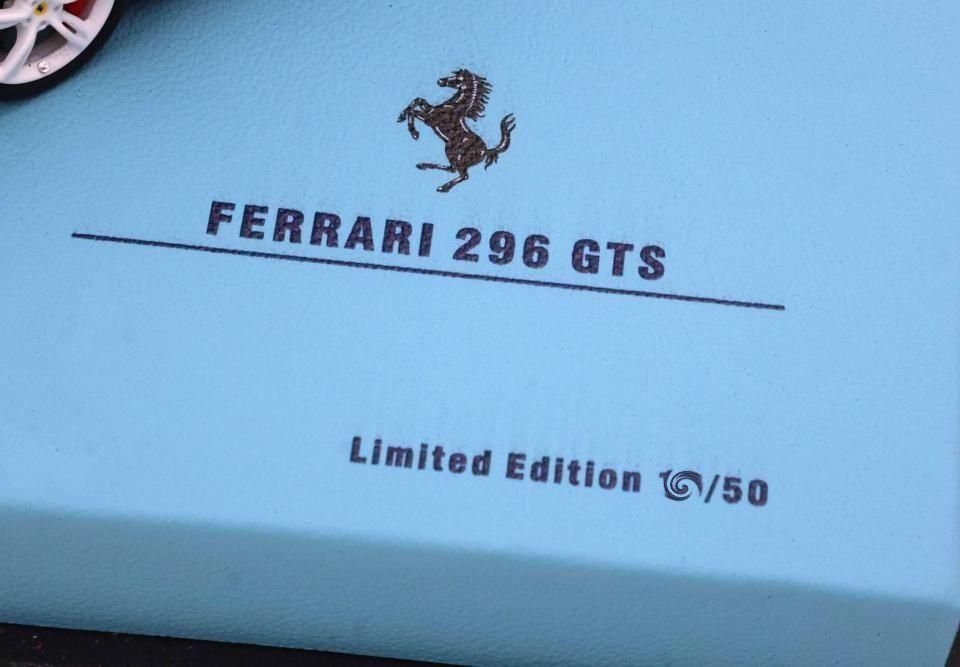 FERRARI 296 GTS
Limited Edition /50